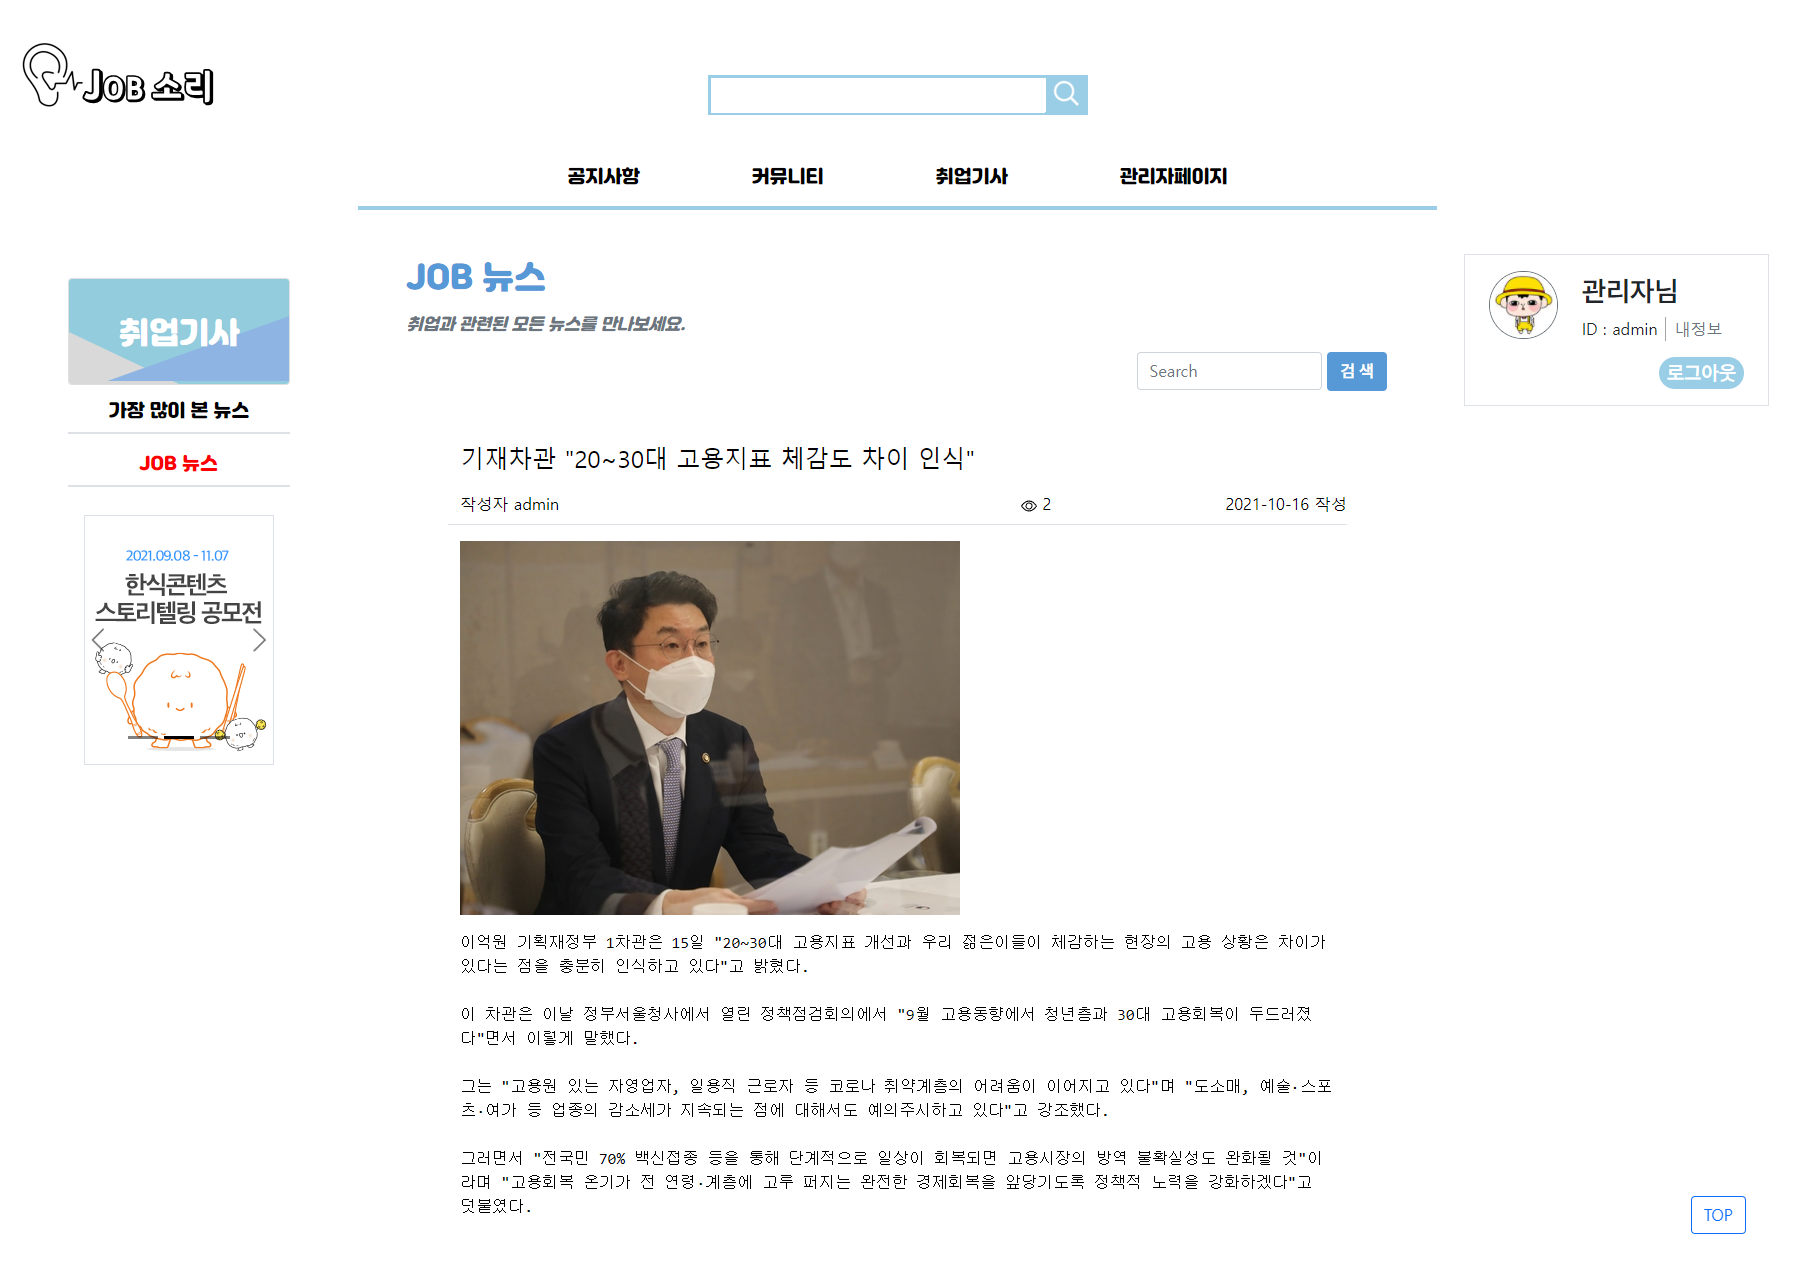 JOB 소리
공지사항
커뮤니티
취업기사
관리자페이지
취업기사
가장 많이 본 뉴스
JOB 뉴스
2021.09.08 - 11.07
한식콘텐츠
스토리텔링 공모전
JOB 뉴스
취업과 관련된 모든 뉴스를 만나보세요.
Search
검 색
기재차관 "20~30대 고용지표 체감도 차이 인식"
작성자 admin
2
2021-10-16 작성
이억원 기획재정부 1차관은 15일 "20~30대 고용지표 개선과 우리 젊은이들이 체감하는 현장의 고용 상황은 차이가
있다는 점을 충분히 인식하고 있다"고 밝혔다.
이 차관은 이날 정부서울청사에서 열린 정책점검회의에서 "9월 고용동향에서 청년층과 30대 고용회복이 두드러졌
다"면서 이렇게 말했다.
그는 "고용원 있는 자영업자, 일용직 근로자 등 코로나 취약계층의 어려움이 이어지고 있다"며 "도소매, 예술·스포
츠·여가 등 업종의 감소세가 지속되는 점에 대해서도 예의주시하고 있다"고 강조했다.
그러면서 "전국민 70% 백신접종 등을 통해 단계적으로 일상이 회복되면 고용시장의 방역 불확실성도 완화될 것"이
라며 "고용회복 온기가 전 연령·계층에 고루 퍼지는 완전한 경제회복을 앞당기도록 정책적 노력을 강화하겠다"고
덧붙였다.
관리자님
ID : admin
내정보
로그아웃
TOP